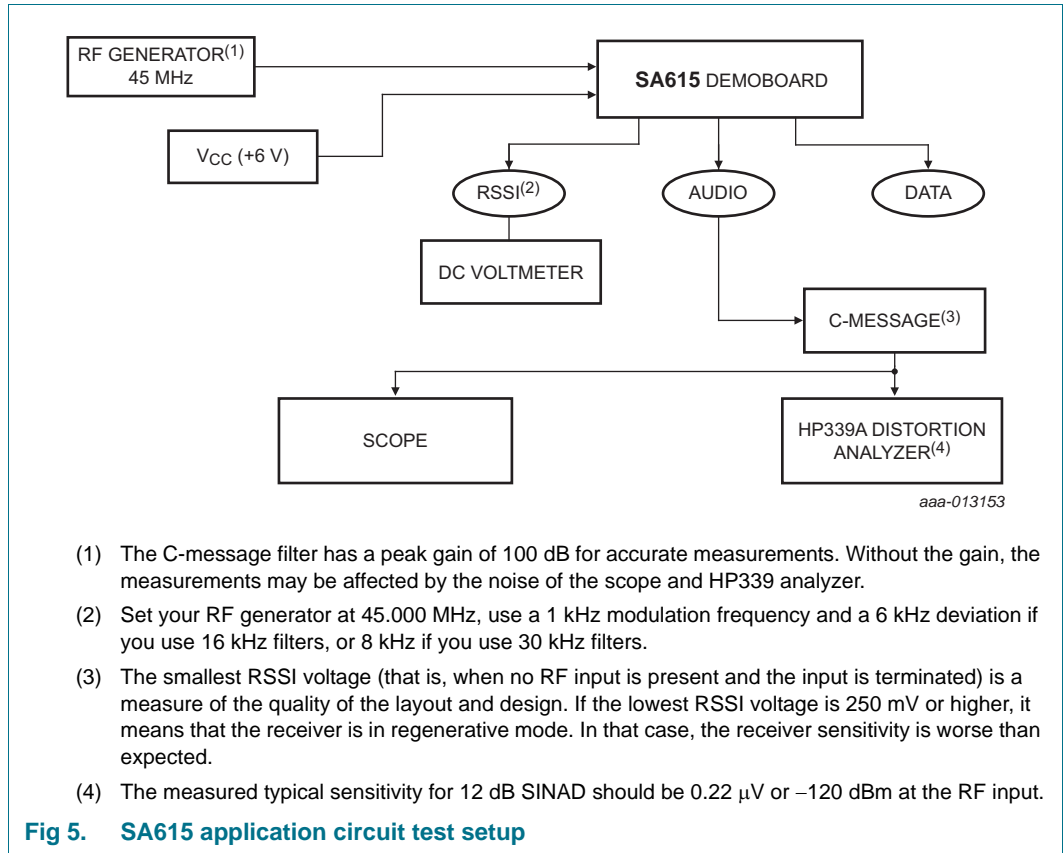 RF GENERATOR(1)
45 MHz
SA615 DEMOBOARD
VCC (+6 V)
RSSI(2)
AUDIO
DATA
DC VOLTMETER
C-MESSAGE(3)
SCOPE
HP339A DISTORTION
ANALYZER(4)
aaa-013153
(1) The C-message filter has a peak gain of 100 dB for accurate measurements. Without the gain, the
measurements may be affected by the noise of the scope and HP339 analyzer.
(2) Set your RF generator at 45.000 MHz, use a 1 kHz modulation frequency and a 6 kHz deviation if
you use 16 kHz filters, or 8 kHz if you use 30 kHz filters.
(3) The smallest RSSI voltage (that is, when no RF input is present and the input is terminated) is a
measure of the quality of the layout and design. If the lowest RSSI voltage is 250 mV or higher, it
means that the receiver is in regenerative mode. In that case, the receiver sensitivity is worse than
expected.
(4) The measured typical sensitivity for 12 dB SINAD should be 0.22 μV or −120 dBm at the RF input.
Fig 5. SA615 application circuit test setup